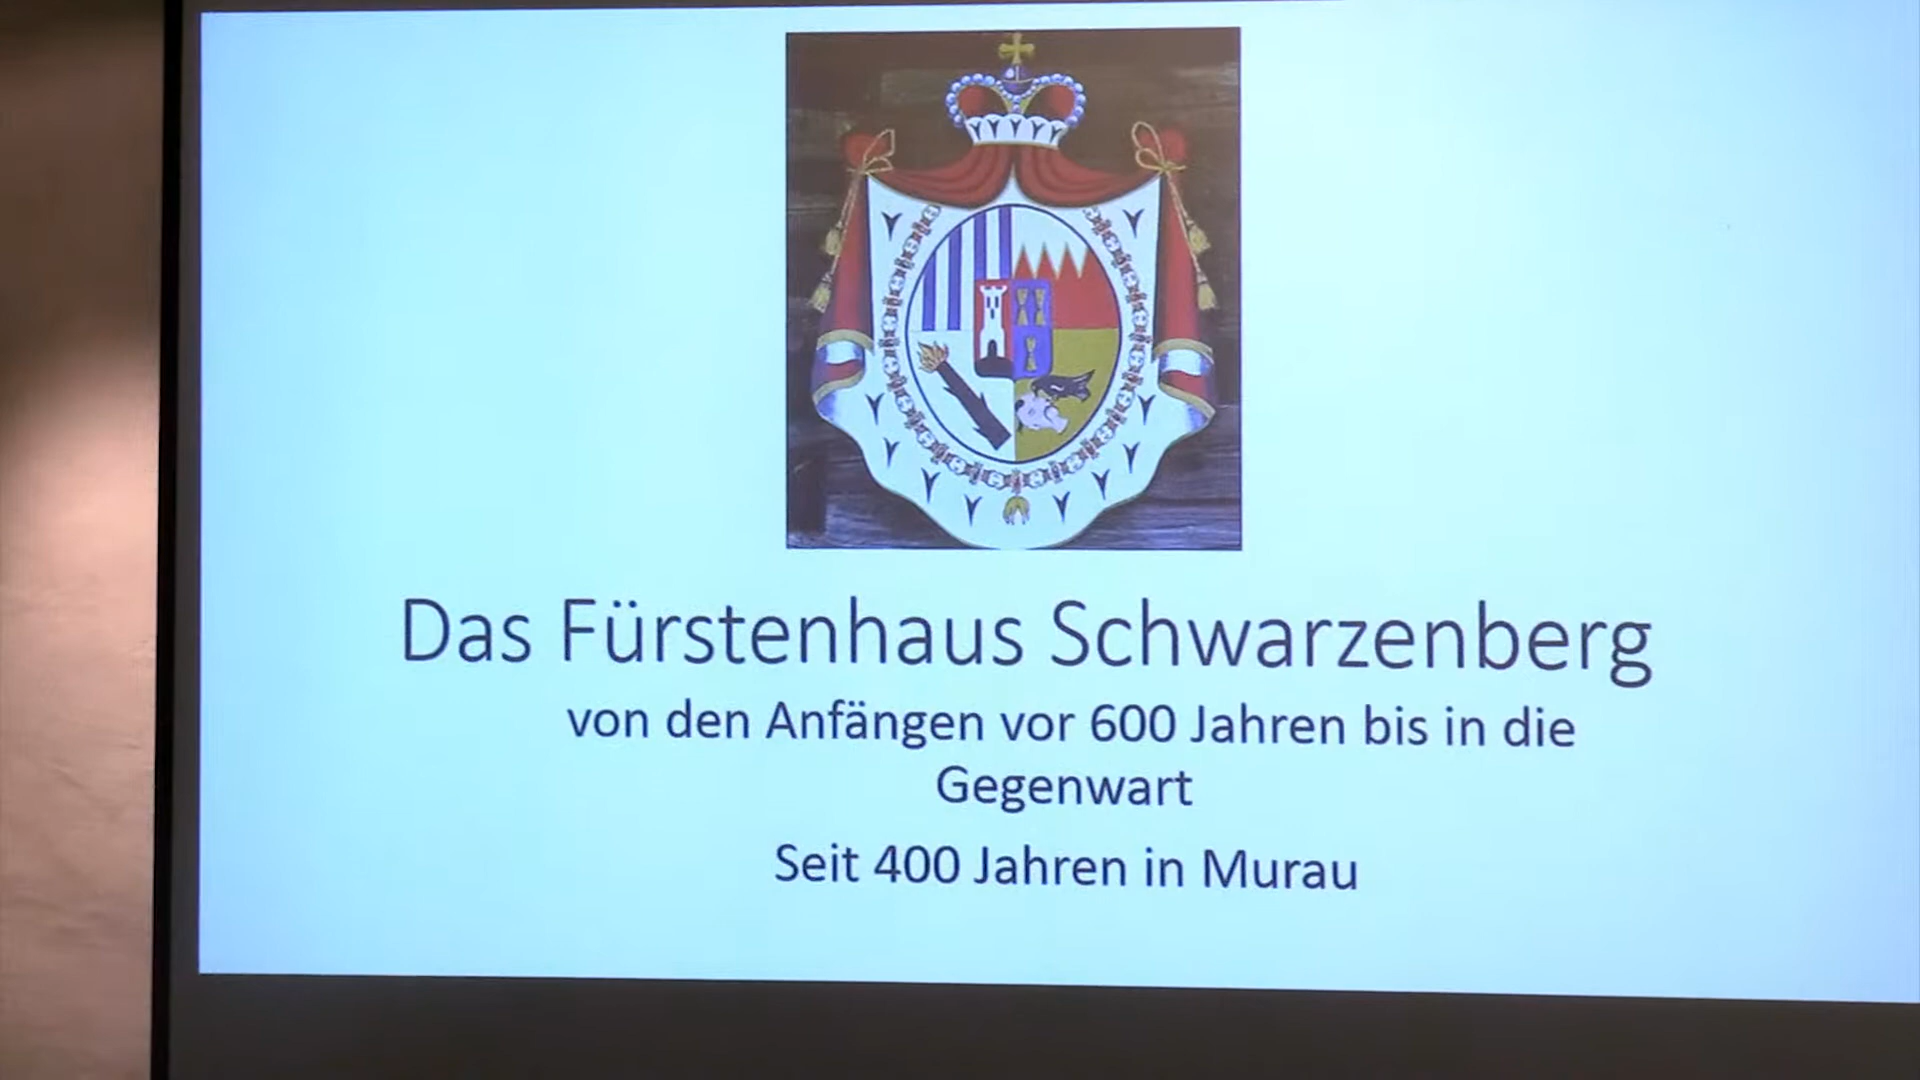 Das Fürstenhaus Schwarzenberg
von den Anfängen vor 600 Jahren bis in die
Gegenwart
Seit 400 Jahren in Murau